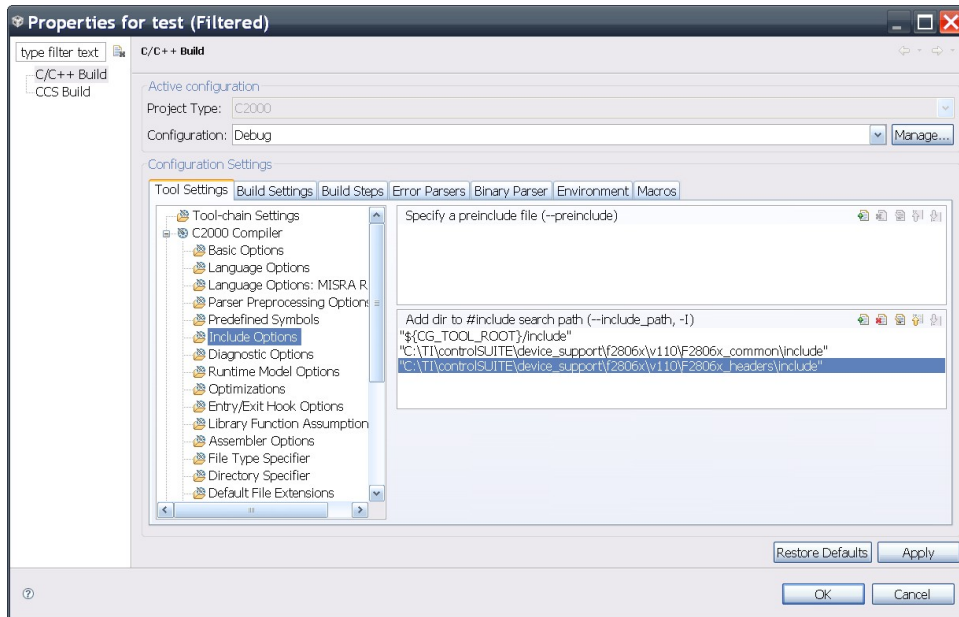 Properties for test (Filtered)
type filter text
C/C++ Build
CCS Build
C/C++ Build
Active configuration
Project Type: C2000
Configuration: Debug Manage...
Configuration Settings
Tool Settings Build Settings Build Steps Error Parsers Binary Parser Environment Macros
Tool-chain Settings
C2000 Compiler
Basic Options
Language Options
Language Options: MISRA R
Parser Preprocessing Options
Predefined Symbols
Include Options
Diagnostic Options
Runtime Model Options
Optimizations
Entry/Exit Hook Options
Library Function Assumption
Assembler Options
File Type Specifier
Directory Specifier
Default File Extensions
Specify a preinclude file (--preinclude)
Add dir to #include search path (--include_path, -I)
"${CG_TOOL_ROOT}/include"
"C:\TI\controlSUITE\device_support\f2806x\v110\F2806x_common\include"
"C:\TI\controlSUITE\device_support\f2806x\v110\F2806x_headers\include"
Restore Defaults Apply
OK Cancel